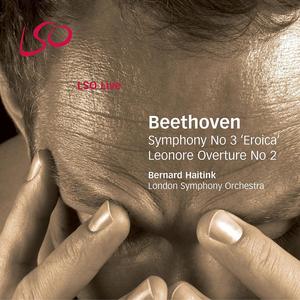 LSO
LSO Live
Beethoven
Symphony No 3 'Eroica'
Leonore Overture No 2
Bernard Haitink
London Symphony Orchestra